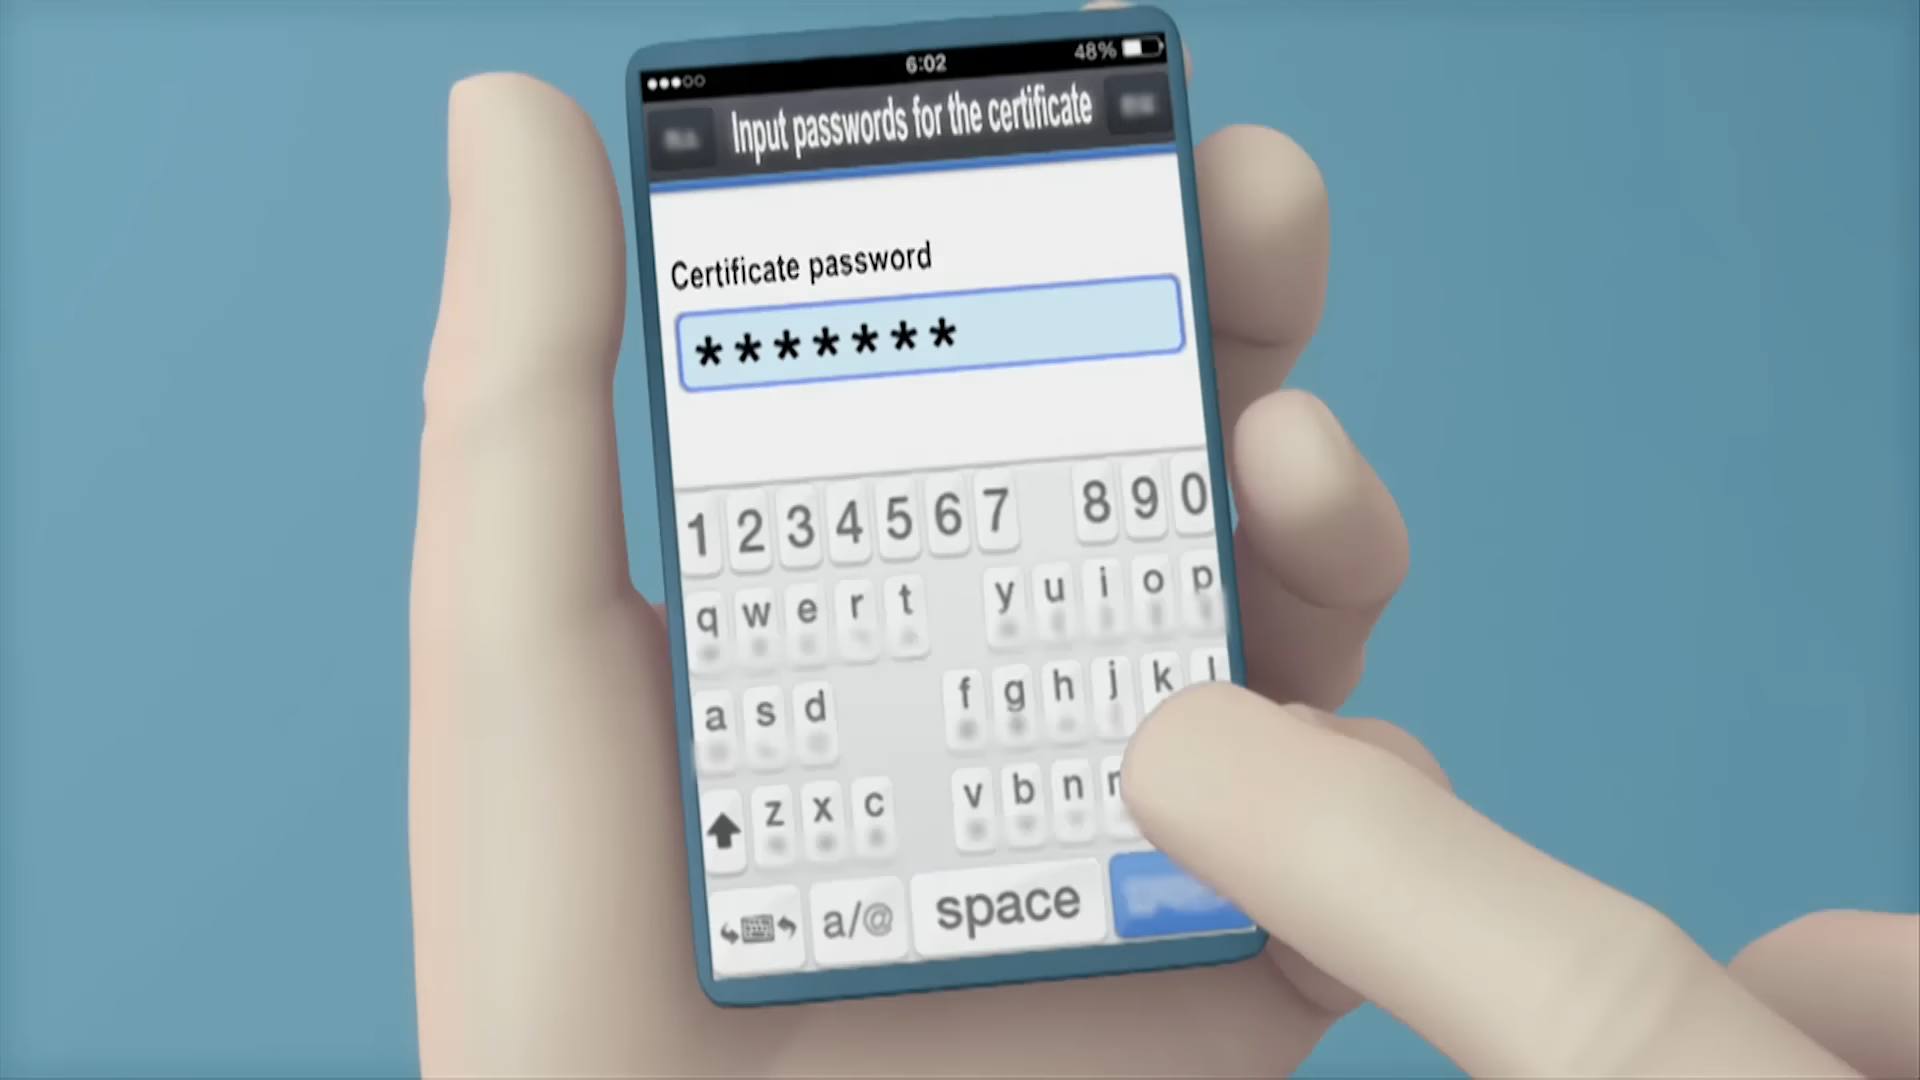 6:02 48%
Input passwords for the certificate
Certificate password
*******
1 2 3 4 5 6 7 8 9 0
q w e r t y u i o p
a s d f g h j k l
z x c v b n
a/@ space